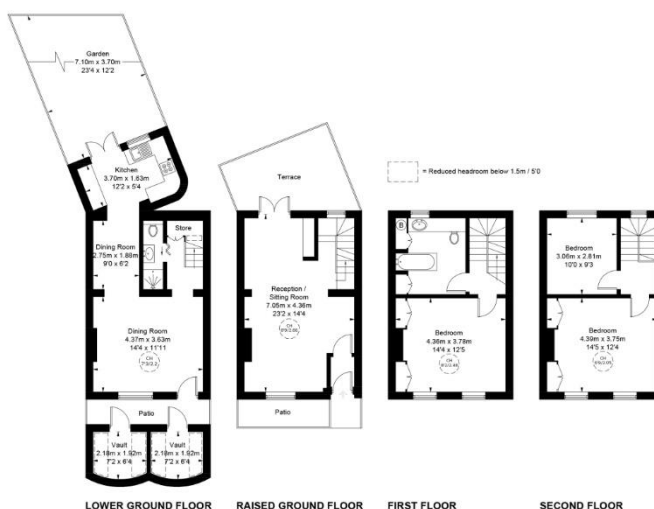 Garden
7.10m x 3.70m
23'4 x 12'2
Kitchen
3.70m x 1.63m
12'2 x 5'4
Store
Dining Room
2.75m x 1.88m
9'0 x 6'2
Dining Room
4.37m x 3.63m
14'4 x 11'11
CH
Patio
Vault
2.18m x 1.92m
7'2 x 6'4
Vault
2.18m x 1.92m
7'2 x 6'4
LOWER GROUND FLOOR
Terrace
Reception /
Sitting Room
7.05m x 4.36m
23'2 x 14'4
CH
Patio
RAISED GROUND FLOOR
= Reduced headroom below 1.5m / 5'0
B
Bedroom
4.36m x 3.78m
14'4 x 12'5
CH
FIRST FLOOR
Bedroom
3.06m x 2.81m
10'0 x 9'3
Bedroom
4.39m x 3.75m
14'5 x 12'4
CH
SECOND FLOOR